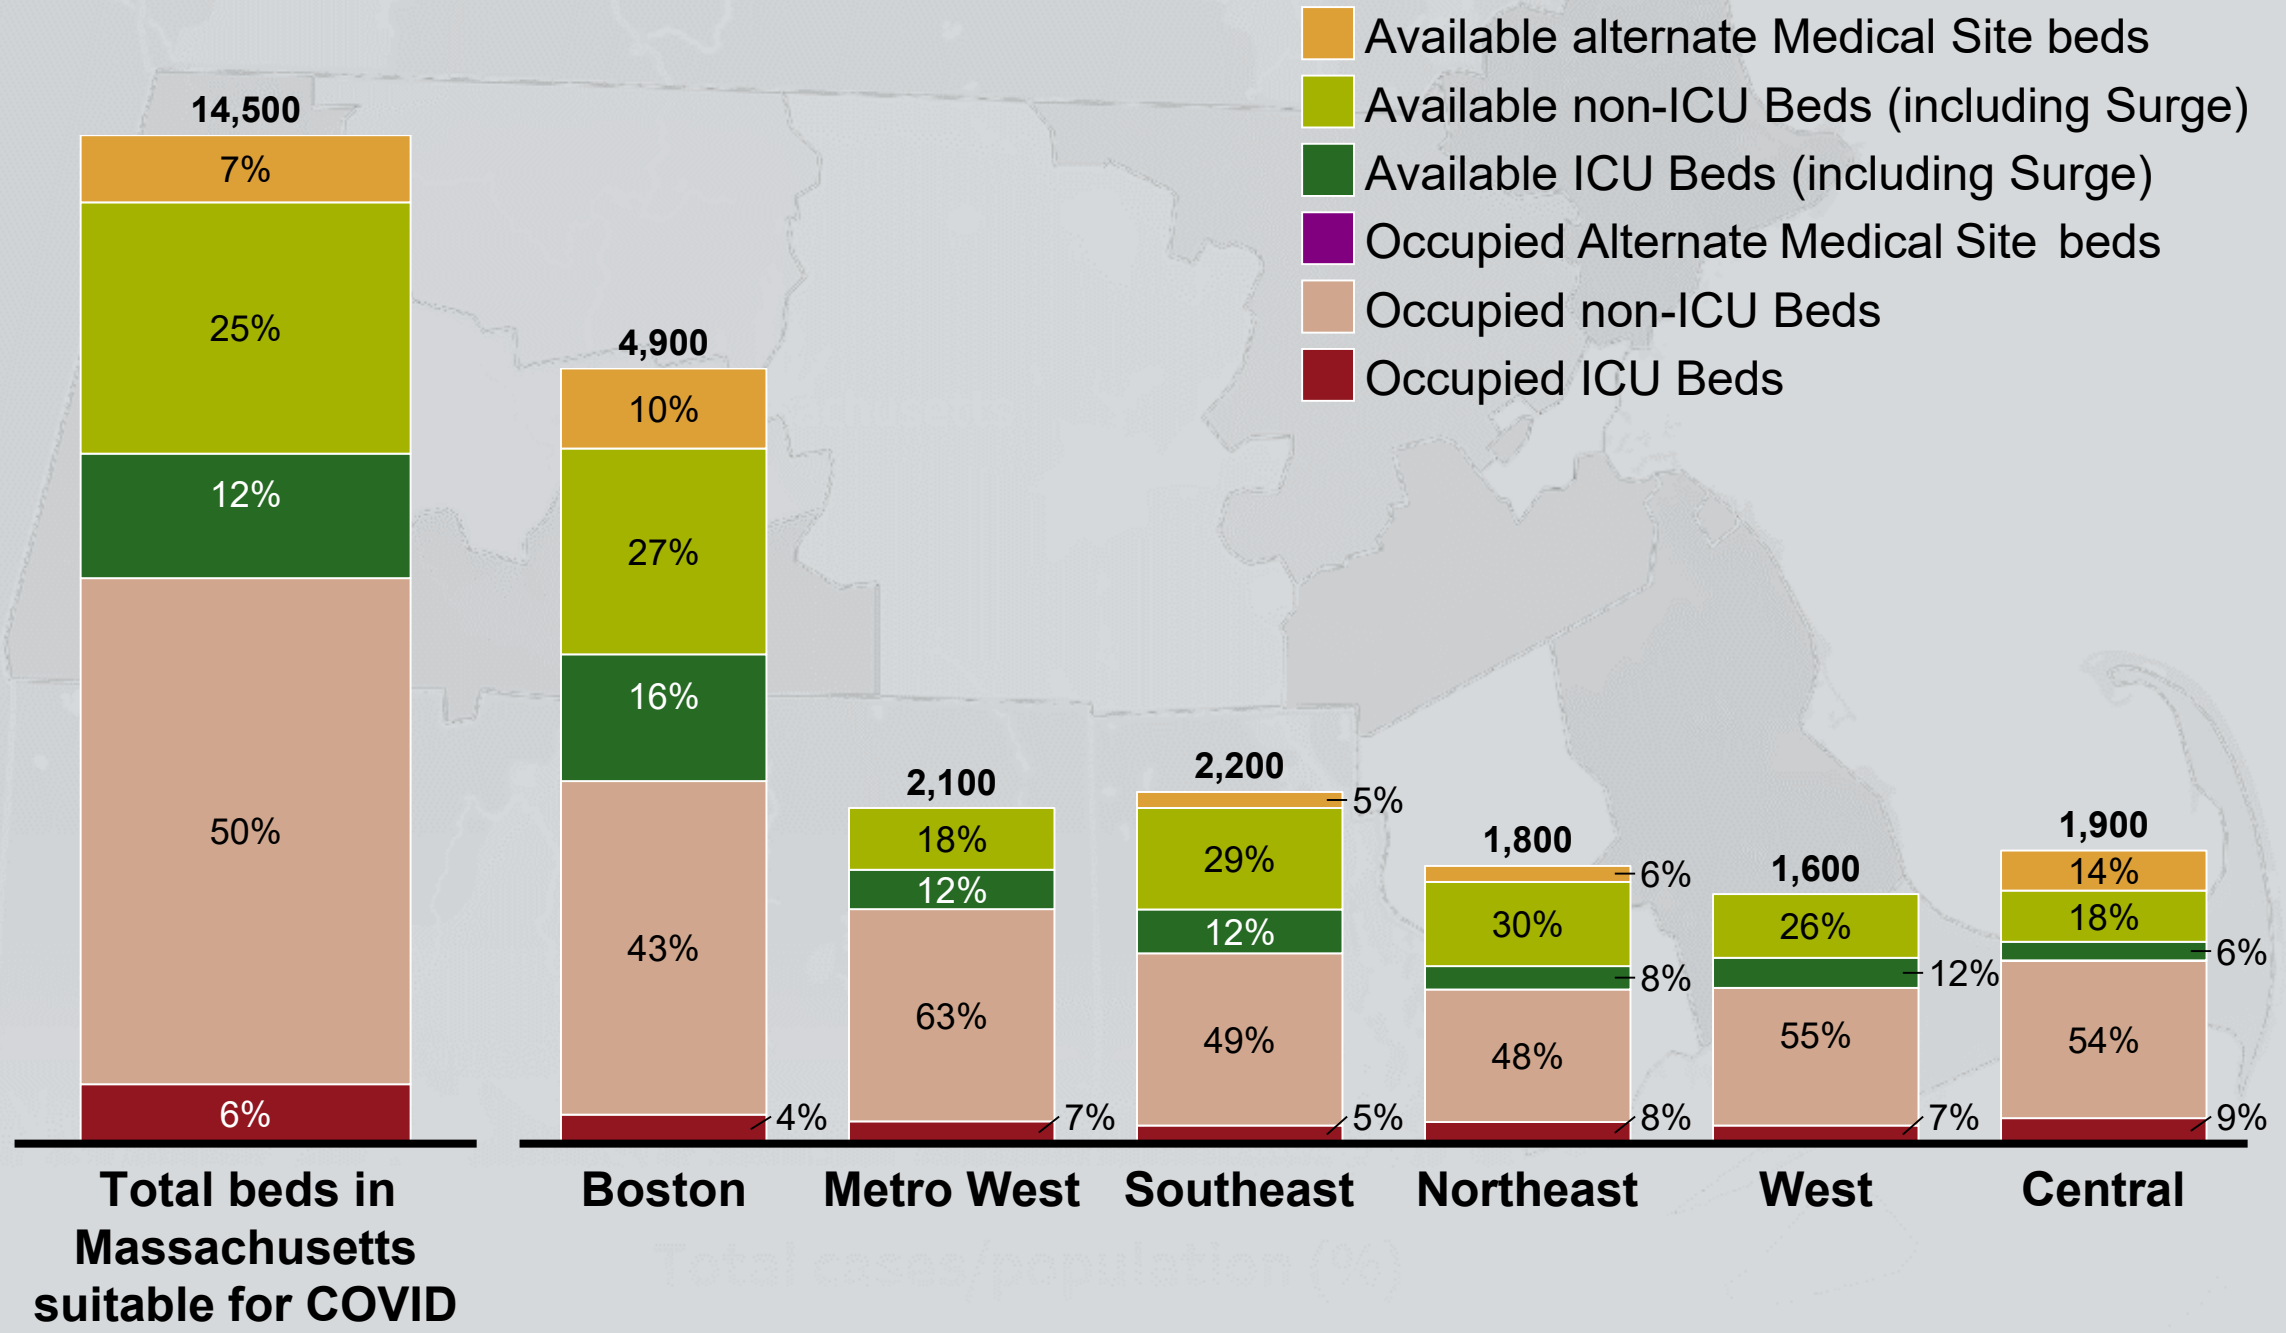 Available alternate Medical Site beds
Available non-ICU Beds (including Surge)
Available ICU Beds (including Surge)
Occupied Alternate Medical Site beds
Occupied non-ICU Beds
Occupied ICU Beds
14,500
7%
25%
12%
50%
6%
4,900
10%
27%
16%
43%
4%
2,100
18%
12%
63%
7%
2,200
5%
29%
12%
49%
5%
1,800
6%
30%
8%
48%
8%
1,600
26%
12%
55%
7%
1,900
14%
18%
6%
54%
9%
Total beds in
Massachusetts
suitable for COVID
Boston
Metro West
Southeast
Northeast
West
Central
Total cases/population (%)